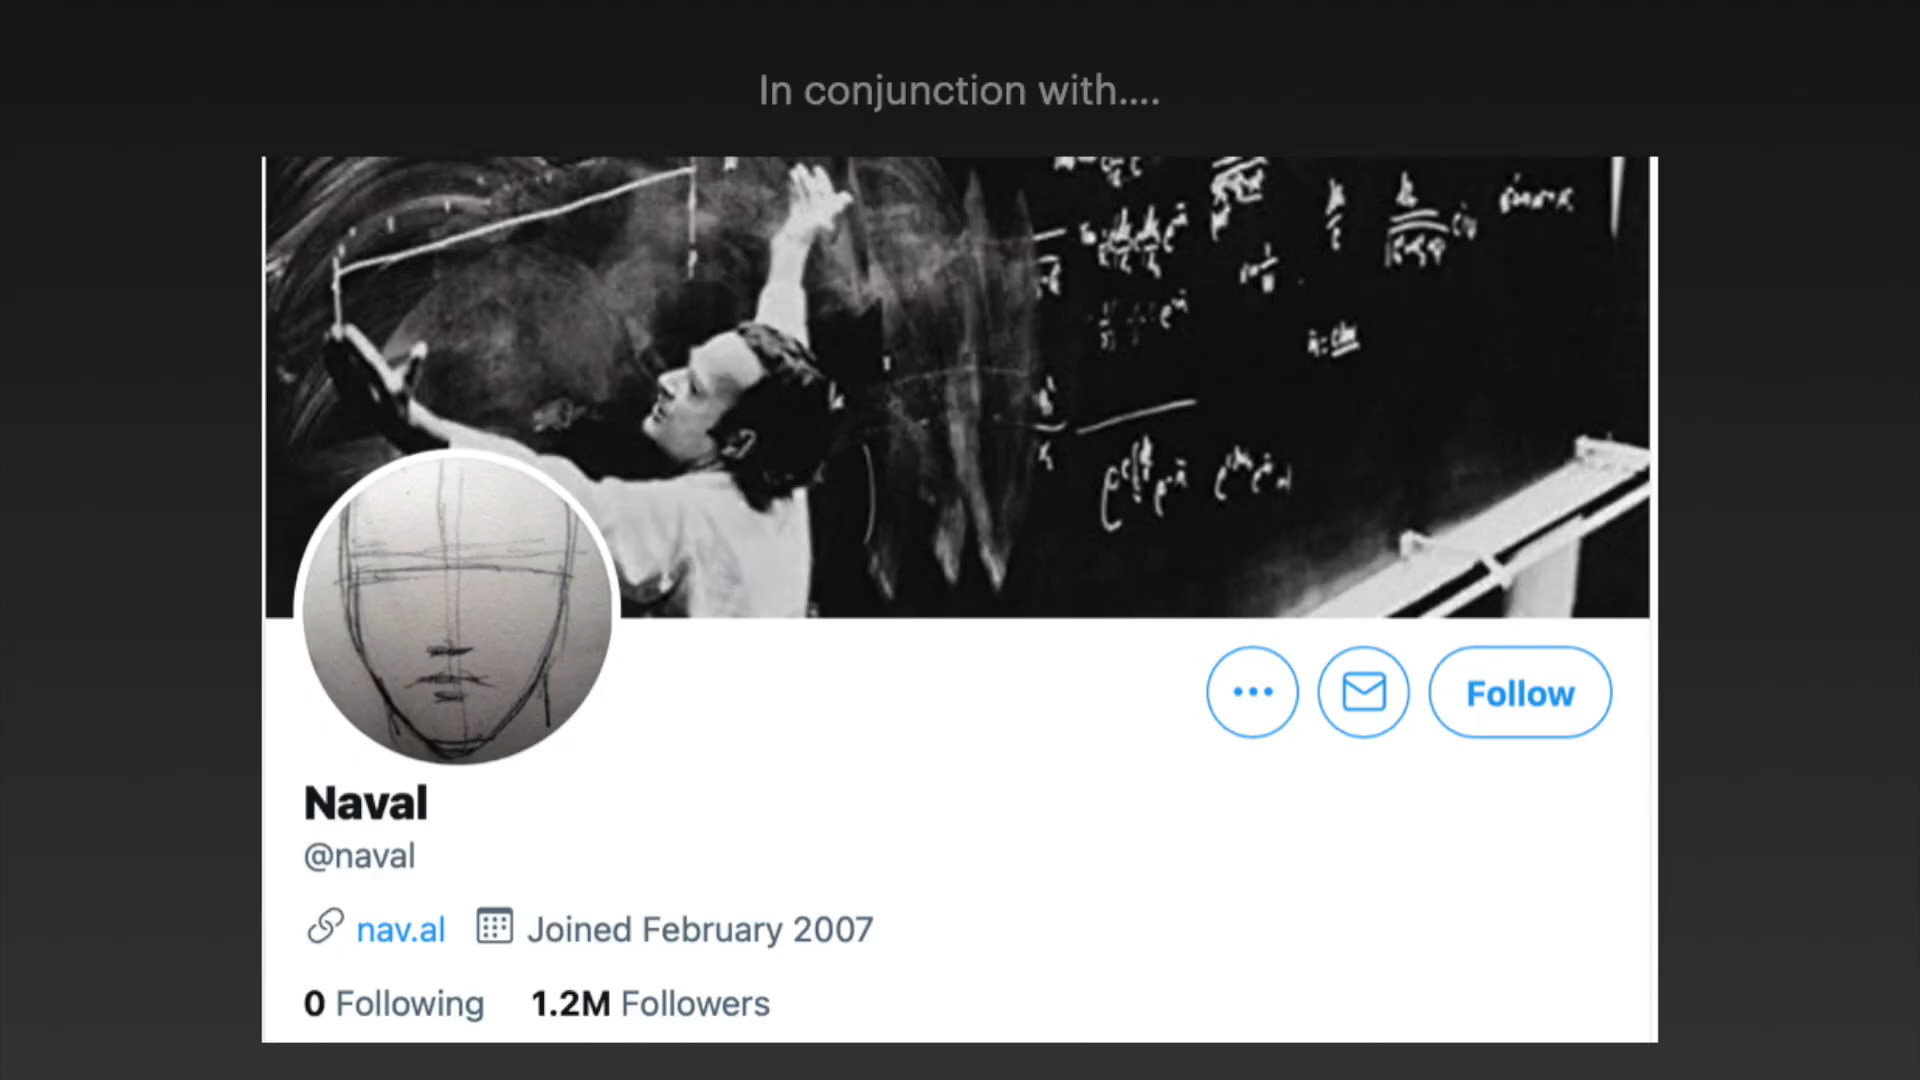 In conjunction with....
Naval
@naval
nav.al Joined February 2007
0 Following 1.2M Followers
Follow